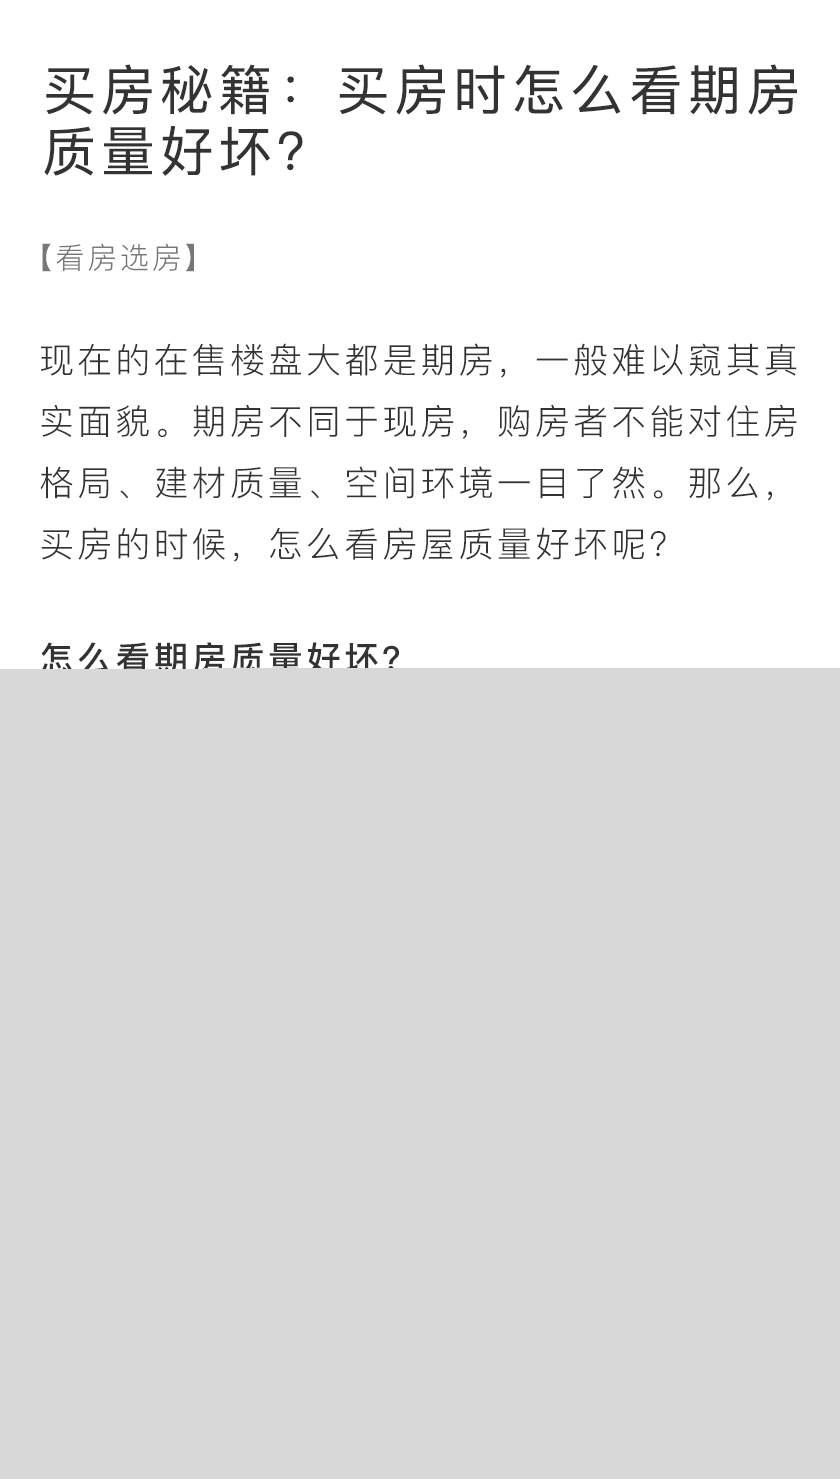 买房秘籍：买房时怎么看期房
质量好坏？
【看房选房】
现在的在售楼盘大都是期房，一般难以窥其真
实面貌。期房不同于现房，购房者不能对住房
格局、建材质量、空间环境一目了然。那么，
买房的时候，怎么看房屋质量好坏呢？
怎么看期房质量好坏？